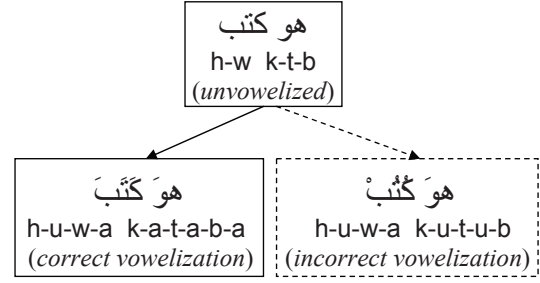 هو كتب
h-w k-t-b
(unvowelized)
هوَ كَتَبَ
h-u-w-a k-a-t-a-b-a
(correct vowelization)
هوَ كُتُبْ
h-u-w-a k-u-t-u-b
(incorrect vowelization)